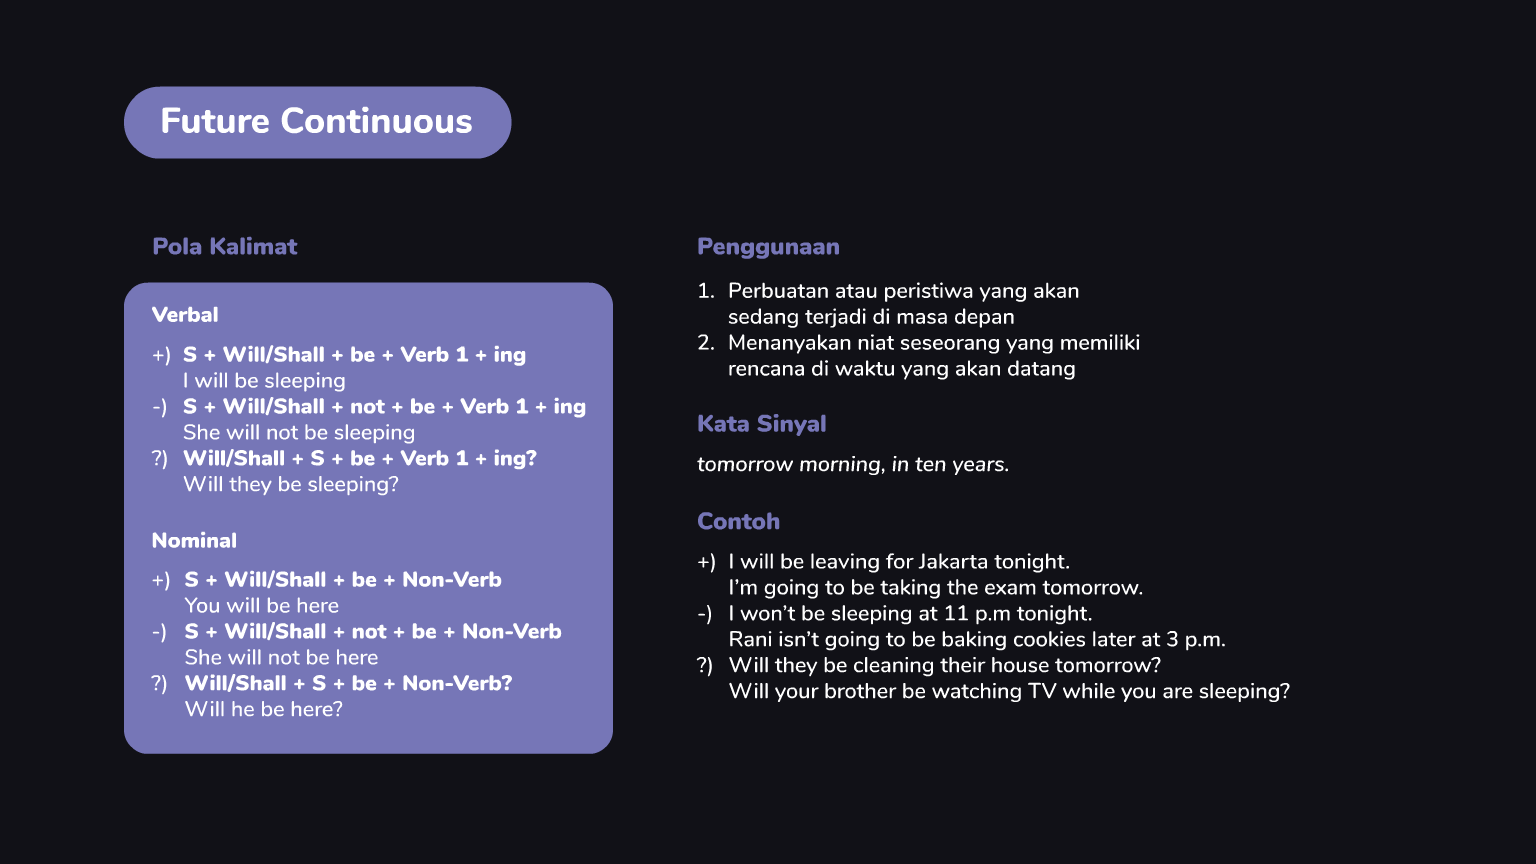 Future Continuous
Pola Kalimat
Verbal
+) S + Will/Shall + be + Verb 1 + ing
I will be sleeping
-) S + Will/Shall + not + be + Verb 1 + ing
She will not be sleeping
?) Will/Shall + S + be + Verb 1 + ing?
Will they be sleeping?
Nominal
+) S + Will/Shall + be + Non-Verb
You will be here
-) S + Will/Shall + not + be + Non-Verb
She will not be here
?) Will/Shall + S + be + Non-Verb?
Will he be here?
Penggunaan
1. Perbuatan atau peristiwa yang akan
sedang terjadi di masa depan
2. Menanyakan niat seseorang yang memiliki
rencana di waktu yang akan datang
Kata Sinyal
tomorrow morning, in ten years.
Contoh
+) I will be leaving for Jakarta tonight.
I’m going to be taking the exam tomorrow.
-) I won’t be sleeping at 11 p.m tonight.
Rani isn’t going to be baking cookies later at 3 p.m.
?) Will they be cleaning their house tomorrow?
Will your brother be watching TV while you are sleeping?